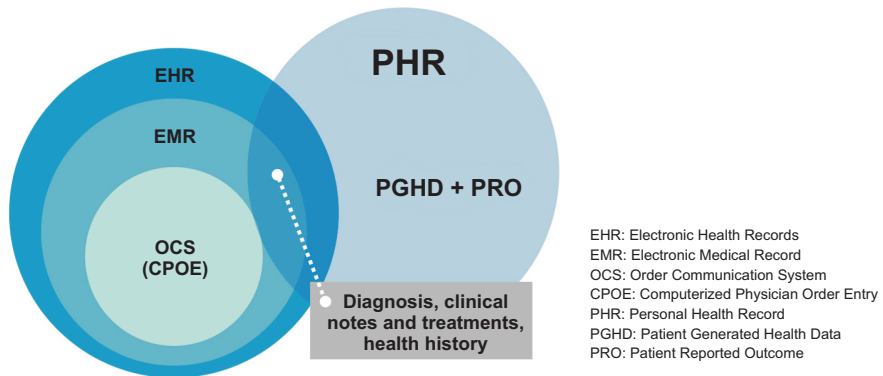 EHR
EMR
OCS
(CPOE)
PHR
PGHD + PRO
Diagnosis, clinical
notes and treatments,
health history
EHR: Electronic Health Records
EMR: Electronic Medical Record
OCS: Order Communication System
CPOE: Computerized Physician Order Entry
PHR: Personal Health Record
PGHD: Patient Generated Health Data
PRO: Patient Reported Outcome